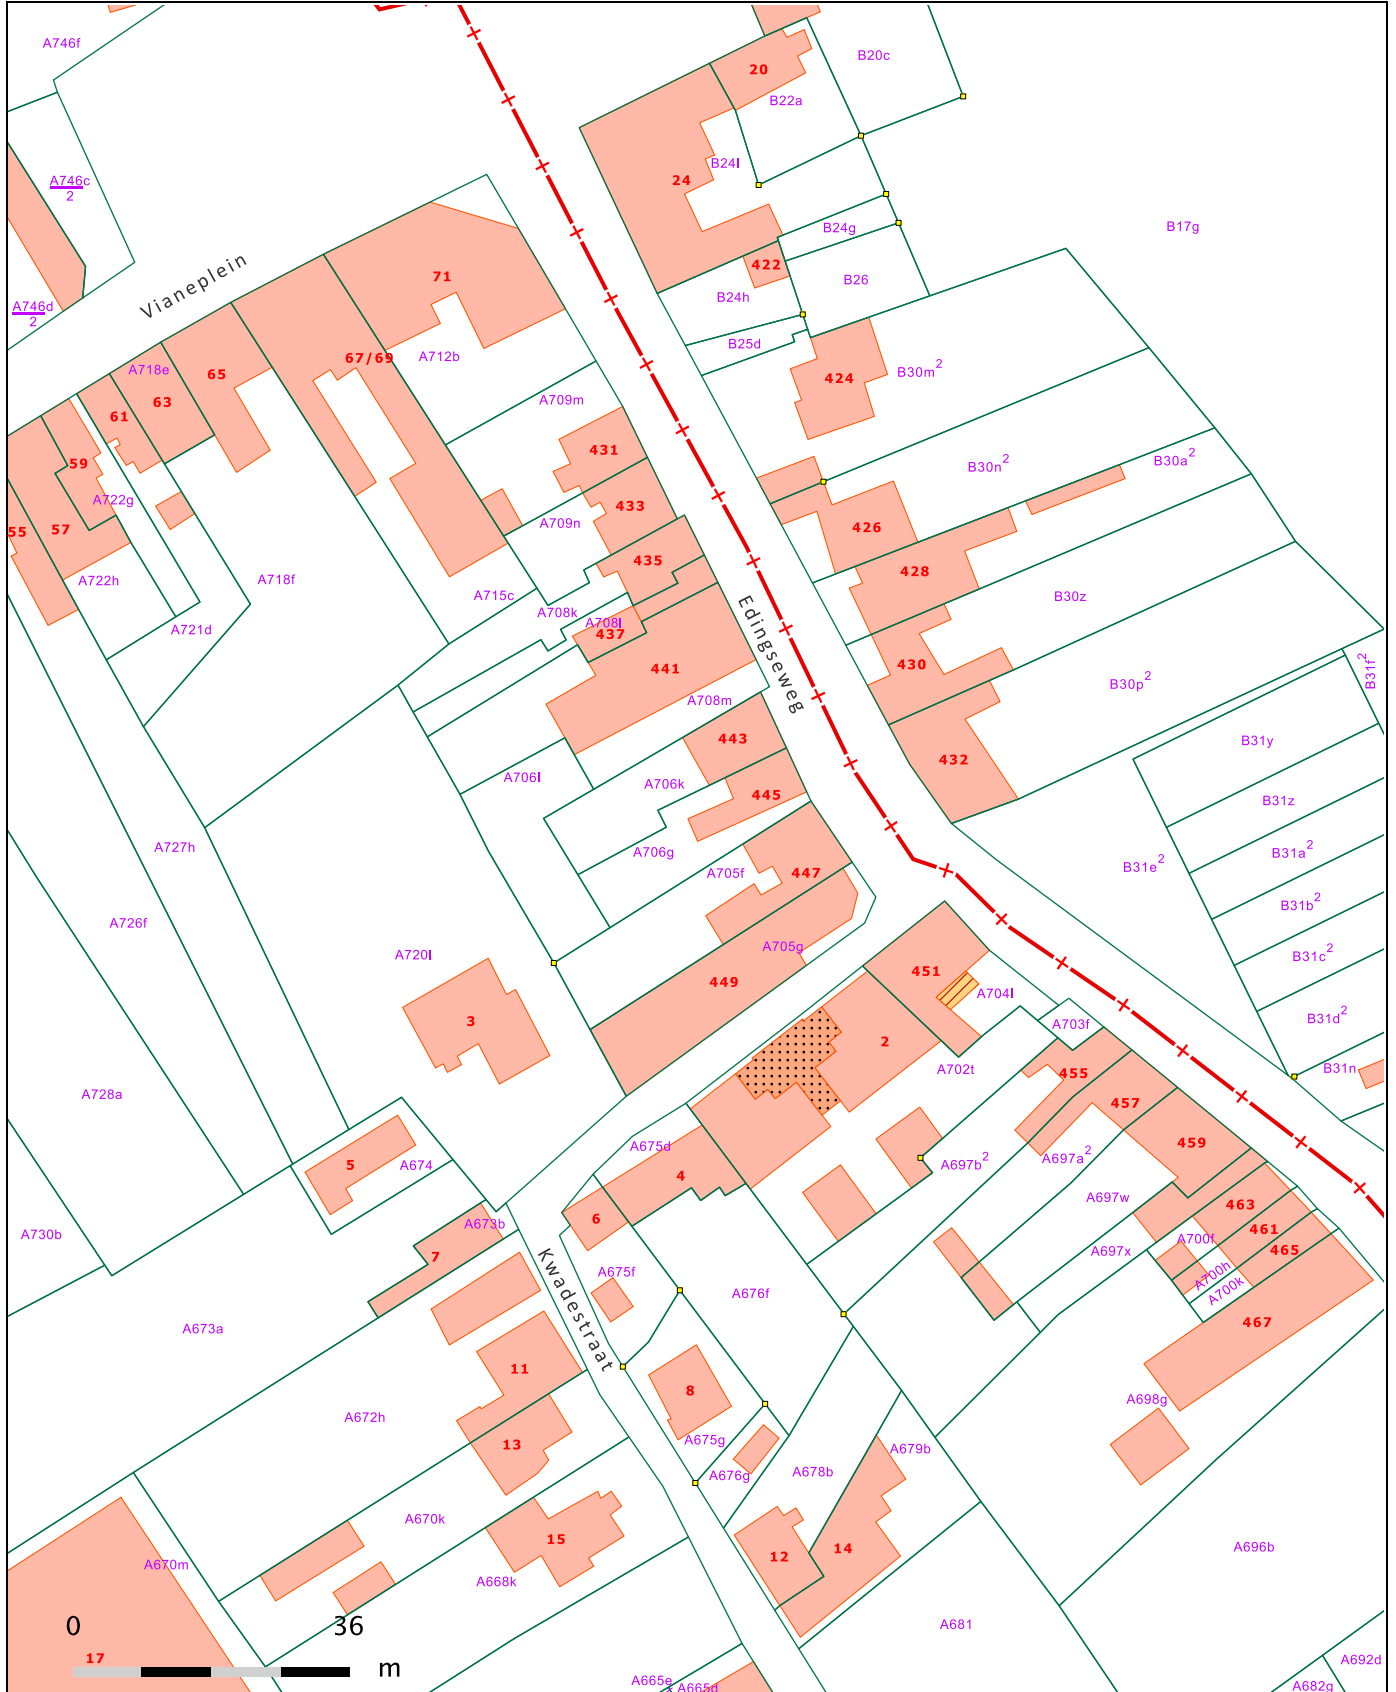 A746f
20
B20c
B22a
B24l
A746c
2
24
B17g
B24g
Vianeplein
422
71
B26
A746d
2
B24h
B25d
67/69
A712b
A718e
65
424
B30m²
A709m
63
61
431
59
B30n²
B30a²
A722g
433
A709n
426
55
57
435
428
A722h
A718f
A715c
A708k
A708l
B30z
A721d
437
Edingseweg
430
441
B31f²
B30p²
A708m
443
B31y
432
A706l
A706k
445
B31z
A727h
A706g
B31a²
447
A705f
B31e²
B31b²
A726f
A720l
A705g
B31c²
451
449
A704l
B31d²
3
A703f
2
A702t
B31n
455
A728a
457
459
A675d
A697a²
A697b²
5
A674
4
A697w
463
A673b
6
A730b
A700f
461
7
A697x
465
Kwadestraat
A675f
A700h
A700k
A676f
A673a
467
11
8
A698g
A672h
A675g
13
A679b
A678b
A676g
A670k
15
14
12
A696b
A670m
A668k
0
36
A681
17
m
A692d
A665e
A665d
A682g